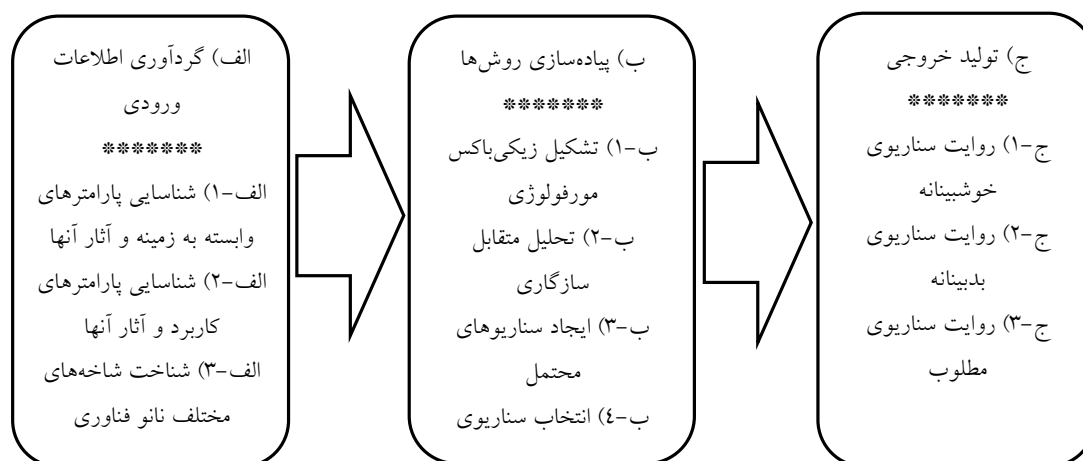 الف) گردآوری اطلاعات
ورودی
*******
الف-۱) شناسایی پارامترهای
وابسته به زمینه و آثار آنها
الف-۲) شناسایی پارامترهای
کاربرد و آثار آنها
الف-۳) شناخت شاخه‌های
مختلف نانو فناوری
ب) پیاده‌سازی روش‌ها
*******
ب-۱) تشکیل زیکی‌باکس
مورفولوژی
ب-۲) تحلیل متقابل
سازگاری
ب-۳) ایجاد سناریوهای
محتمل
ب-٤) انتخاب سناریوی
ج) تولید خروجی
*******
ج-۱) روایت سناریوی
خوشبینانه
ج-۲) روایت سناریوی
بدبینانه
ج-۳) روایت سناریوی
مطلوب